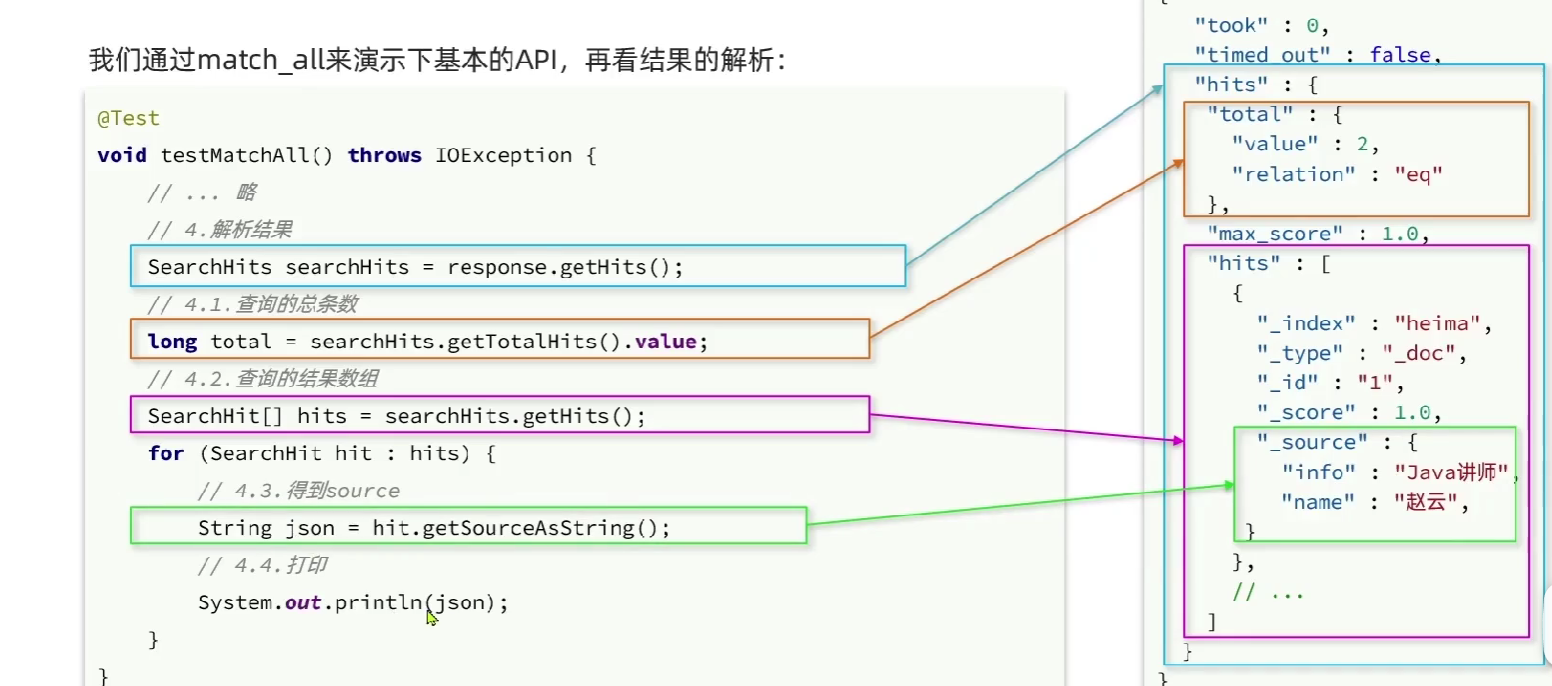 我们通过match_all来演示下基本的API，再看结果的解析：
@Test
void testMatchAll() throws IOException {
// ... 略
// 4.解析结果
SearchHits searchHits = response.getHits();
// 4.1.查询的总条数
long total = searchHits.getTotalHits().value;
// 4.2.查询的结果数组
SearchHit[] hits = searchHits.getHits();
for (SearchHit hit : hits) {
// 4.3.得到source
String json = hit.getSourceAsString();
// 4.4.打印
System.out.println(json);
}
}
{
"took" : 0,
"timed_out" : false,
"hits" : {
"total" : {
"value" : 2,
"relation" : "eq"
},
"max_score" : 1.0,
"hits" : [
{
"_index" : "heima",
"_type" : "_doc",
"_id" : "1",
"_score" : 1.0,
"_source" : {
"info" : "Java讲师",
"name" : "赵云",
}
},
// ...
]
}
}